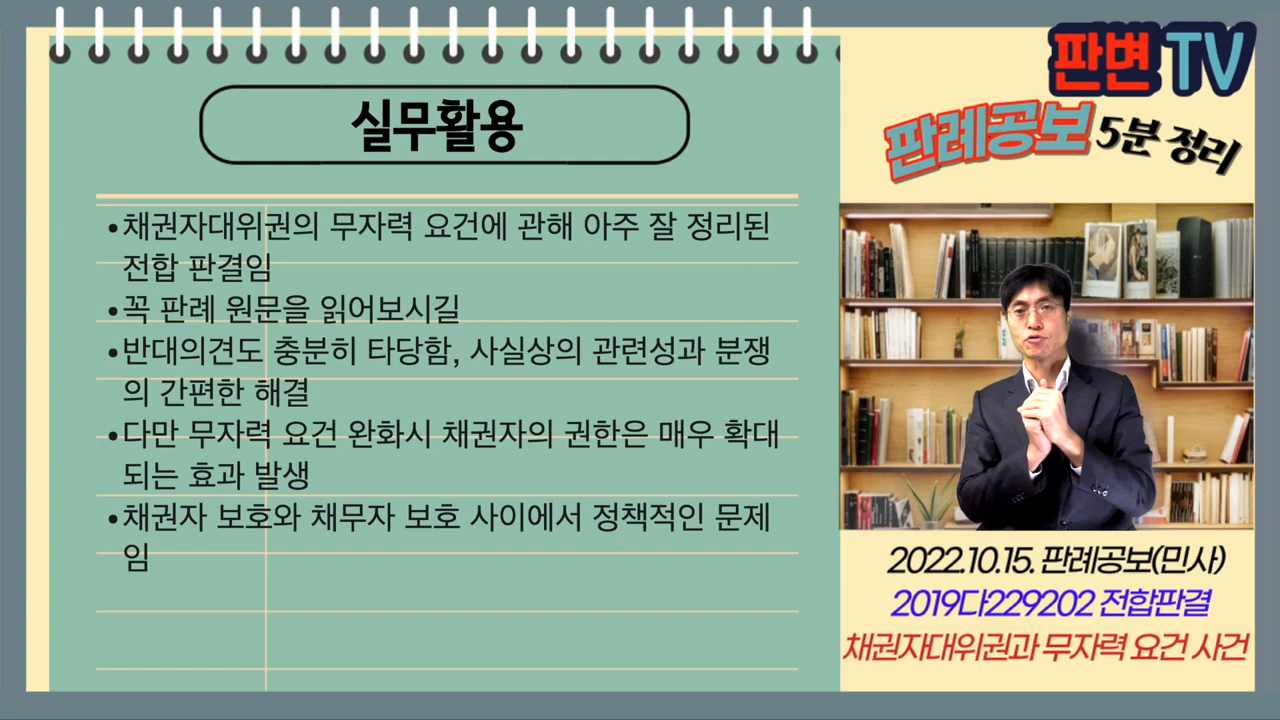 실무활용
•채권자대위권의 무자력 요건에 관해 아주 잘 정리된
전합 판결임
•꼭 판례 원문을 읽어보시길
•반대의견도 충분히 타당함, 사실상의 관련성과 분쟁
의 간편한 해결
•다만 무자력 요건 완화시 채권자의 권한은 매우 확대
되는 효과 발생
•채권자 보호와 채무자 보호 사이에서 정책적인 문제
임
판변 TV
판례공보 5분 정리
2022.10.15. 판례공보(민사)
2019다229202 전합판결
채권자대위권과 무자력 요건 사건